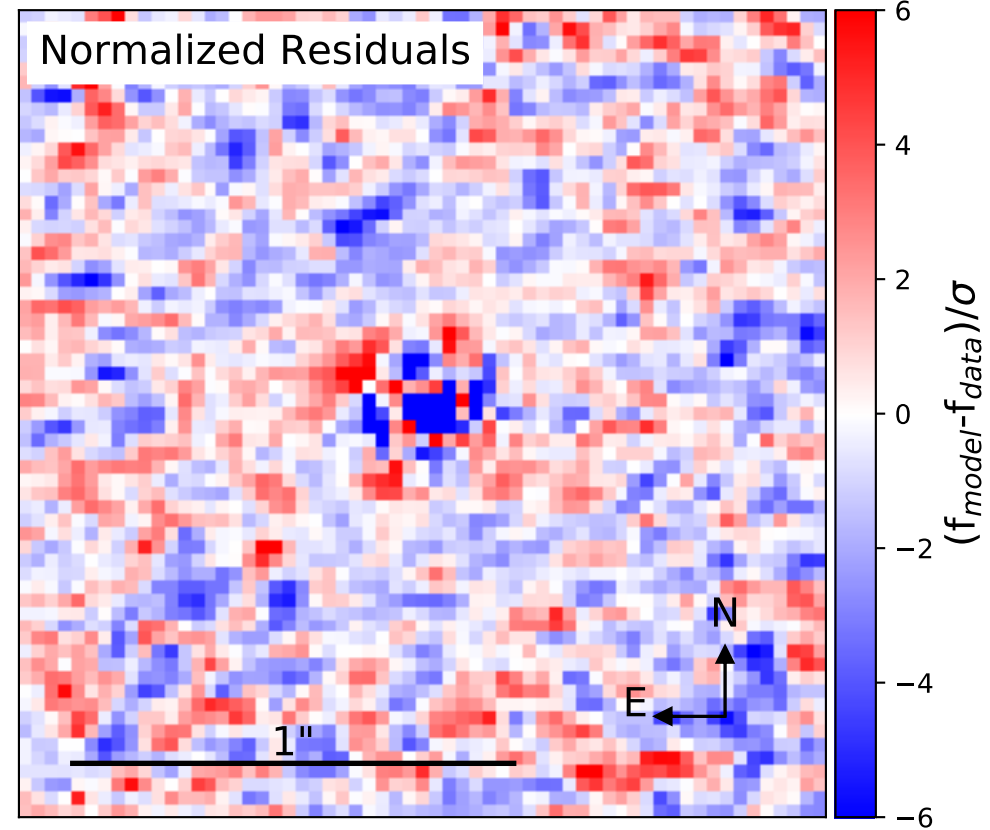 Normalized Residuals
6
4
2
0
−2
−4
−6
(f_model-f_data)/σ
N
E
1"